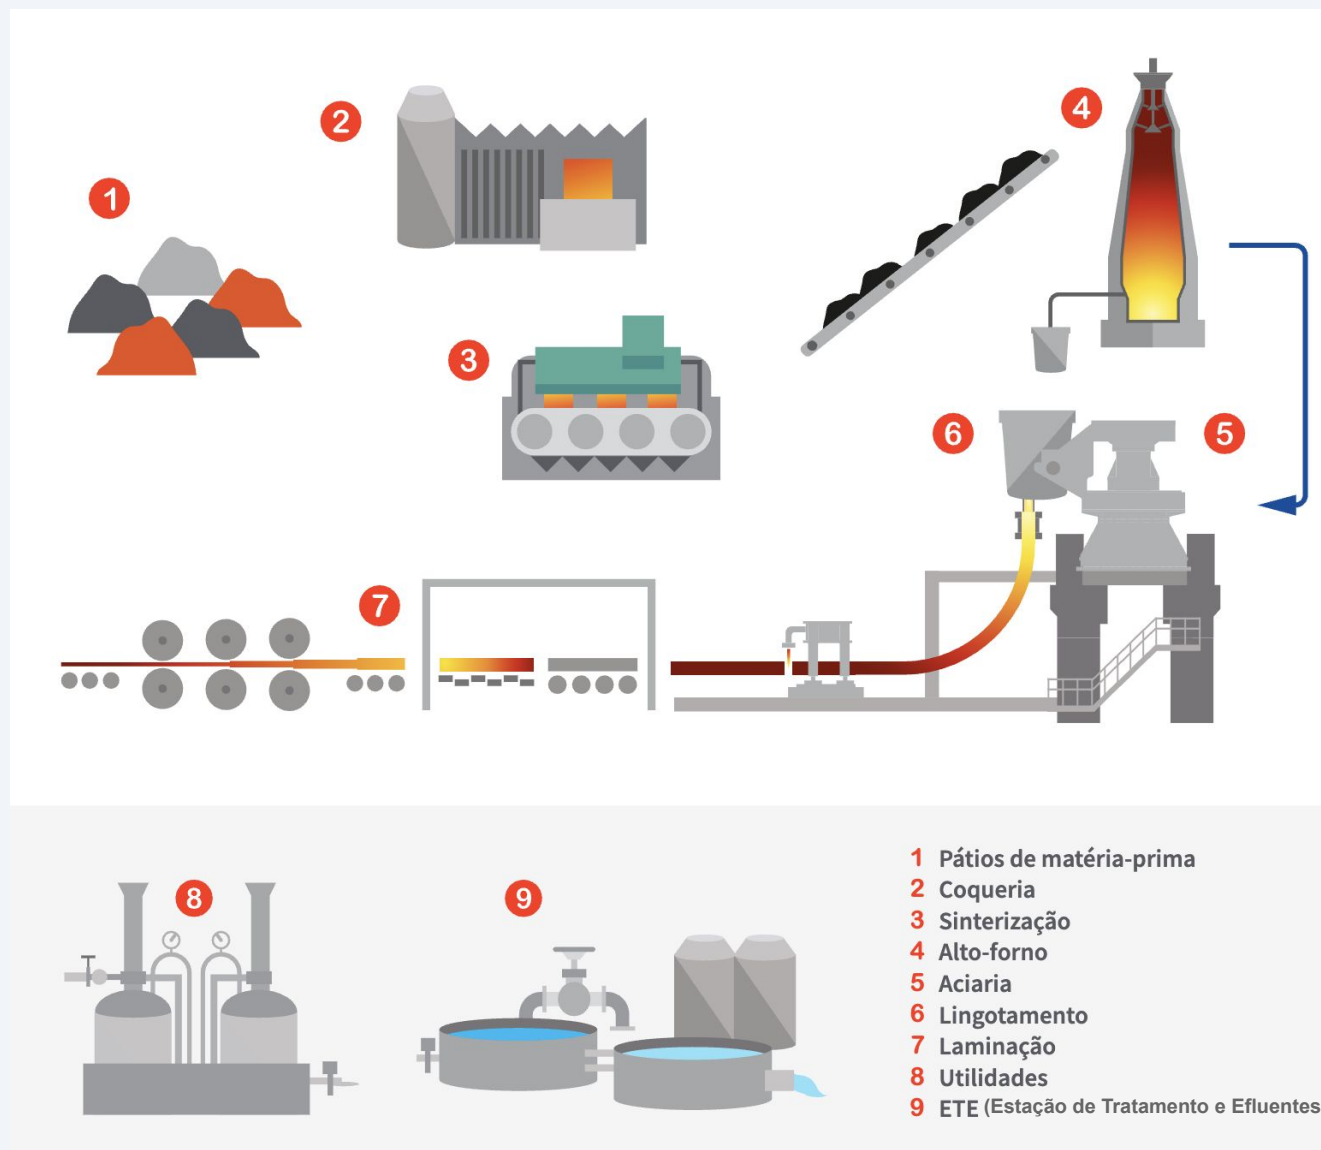 4
2
1
3
6
5
7
8
9
1 Pátios de matéria-prima
2 Coqueria
3 Sinterização
4 Alto-forno
5 Aciaria
6 Lingotamento
7 Laminação
8 Utilidades
9 ETE (Estação de Tratamento e Efluentes